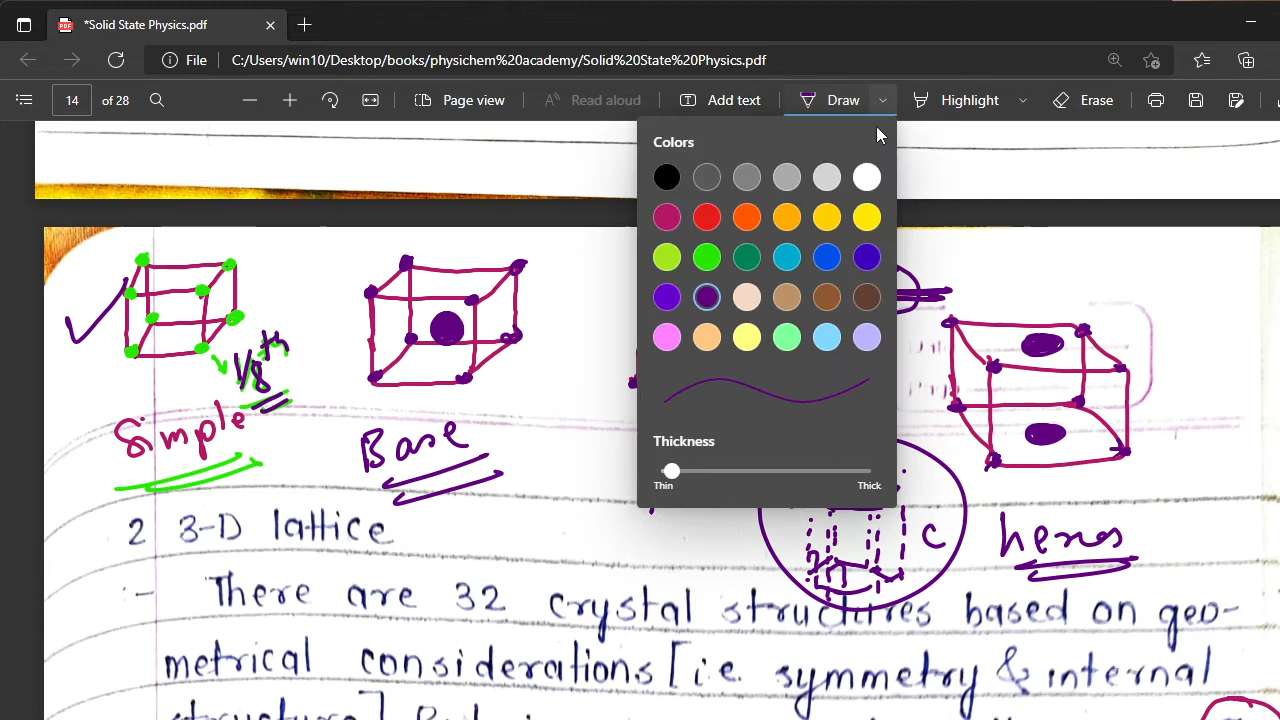 *Solid State Physics.pdf
File C:/Users/win10/Desktop/books/physichem%20academy/Solid%20State%20Physics.pdf
14 of 28 Page view Read aloud Add text Draw Highlight Erase
Colors
Thickness
Thin Thick
1/8th
Simple
Base
C
2 3-D lattice
:- There are 32 crystal structures based on geo-
metrical considerations [i.e. symmetry & internal